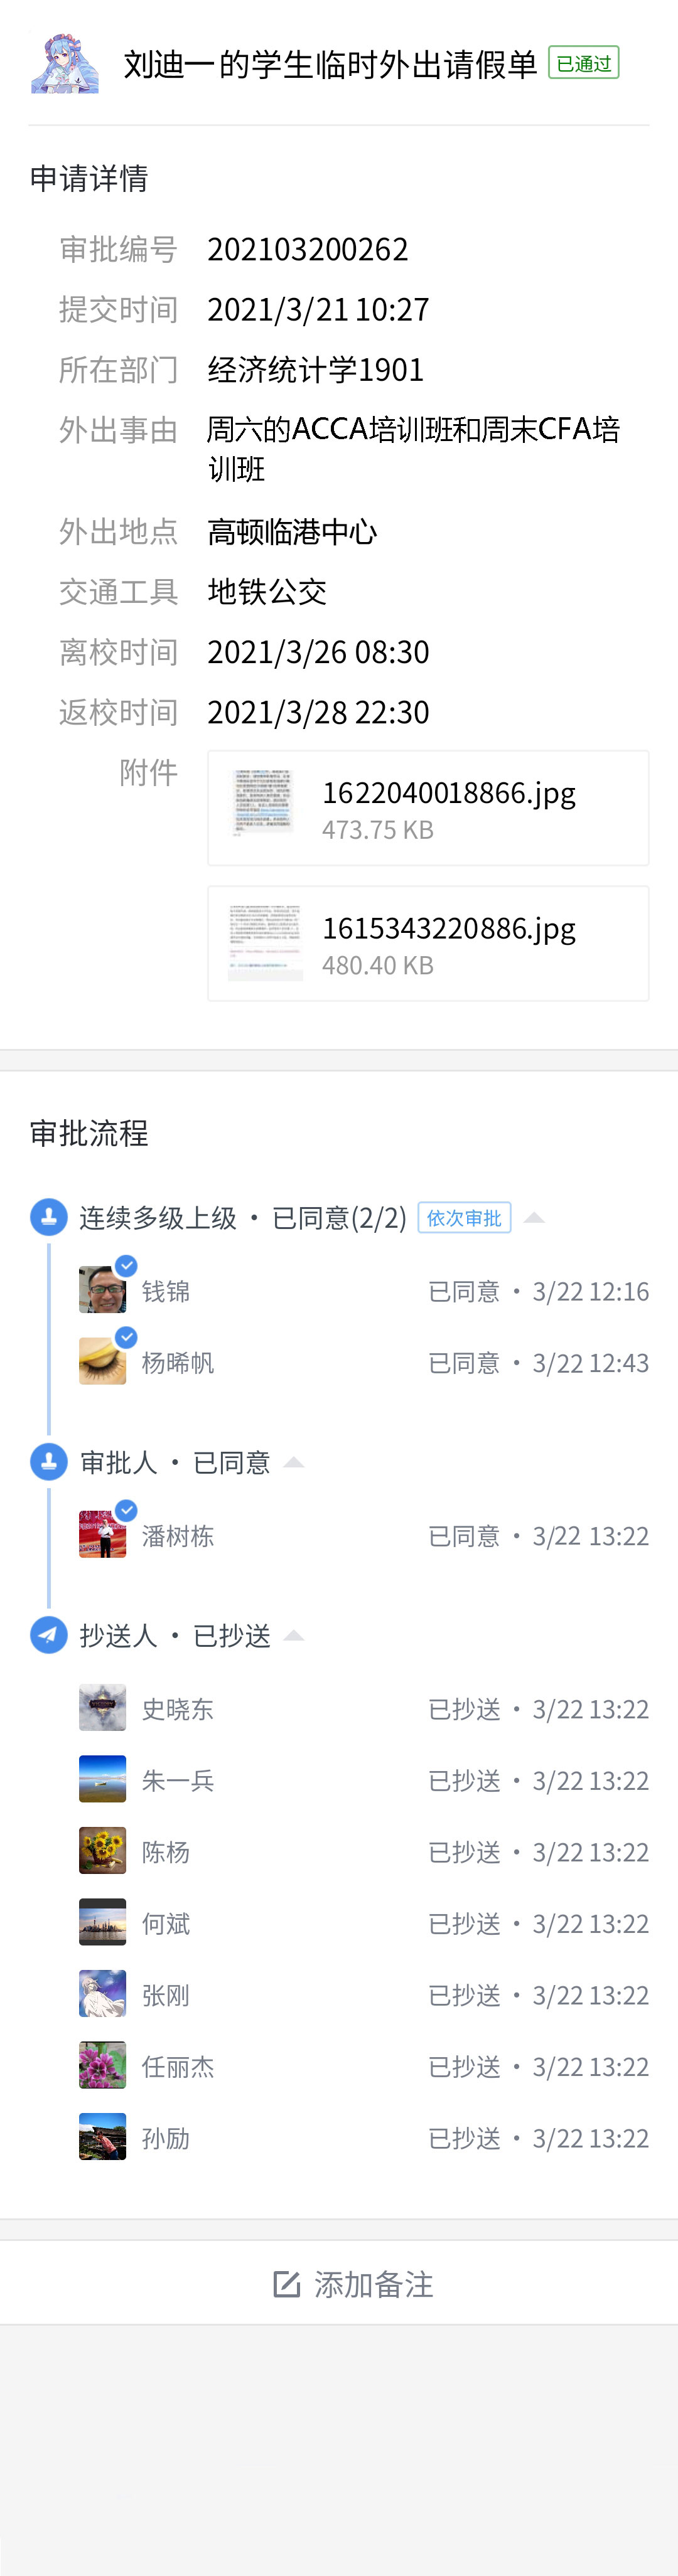 刘迪一的学生临时外出请假单 已通过
申请详情
审批编号 202103200262
提交时间 2021/3/21 10:27
所在部门 经济统计学1901
外出事由 周六的ACCA培训班和周末CFA培
训班
外出地点 高顿临港中心
交通工具 地铁公交
离校时间 2021/3/26 08:30
返校时间 2021/3/28 22:30
附件 1622040018866.jpg
473.75 KB
1615343220886.jpg
480.40 KB
审批流程
连续多级上级 · 已同意(2/2) 依次审批
钱锦 已同意 · 3/22 12:16
杨晞帆 已同意 · 3/22 12:43
审批人 · 已同意
潘树栋 已同意 · 3/22 13:22
抄送人 · 已抄送
史晓东 已抄送 · 3/22 13:22
朱一兵 已抄送 · 3/22 13:22
陈杨 已抄送 · 3/22 13:22
何斌 已抄送 · 3/22 13:22
张刚 已抄送 · 3/22 13:22
任丽杰 已抄送 · 3/22 13:22
孙励 已抄送 · 3/22 13:22
添加备注